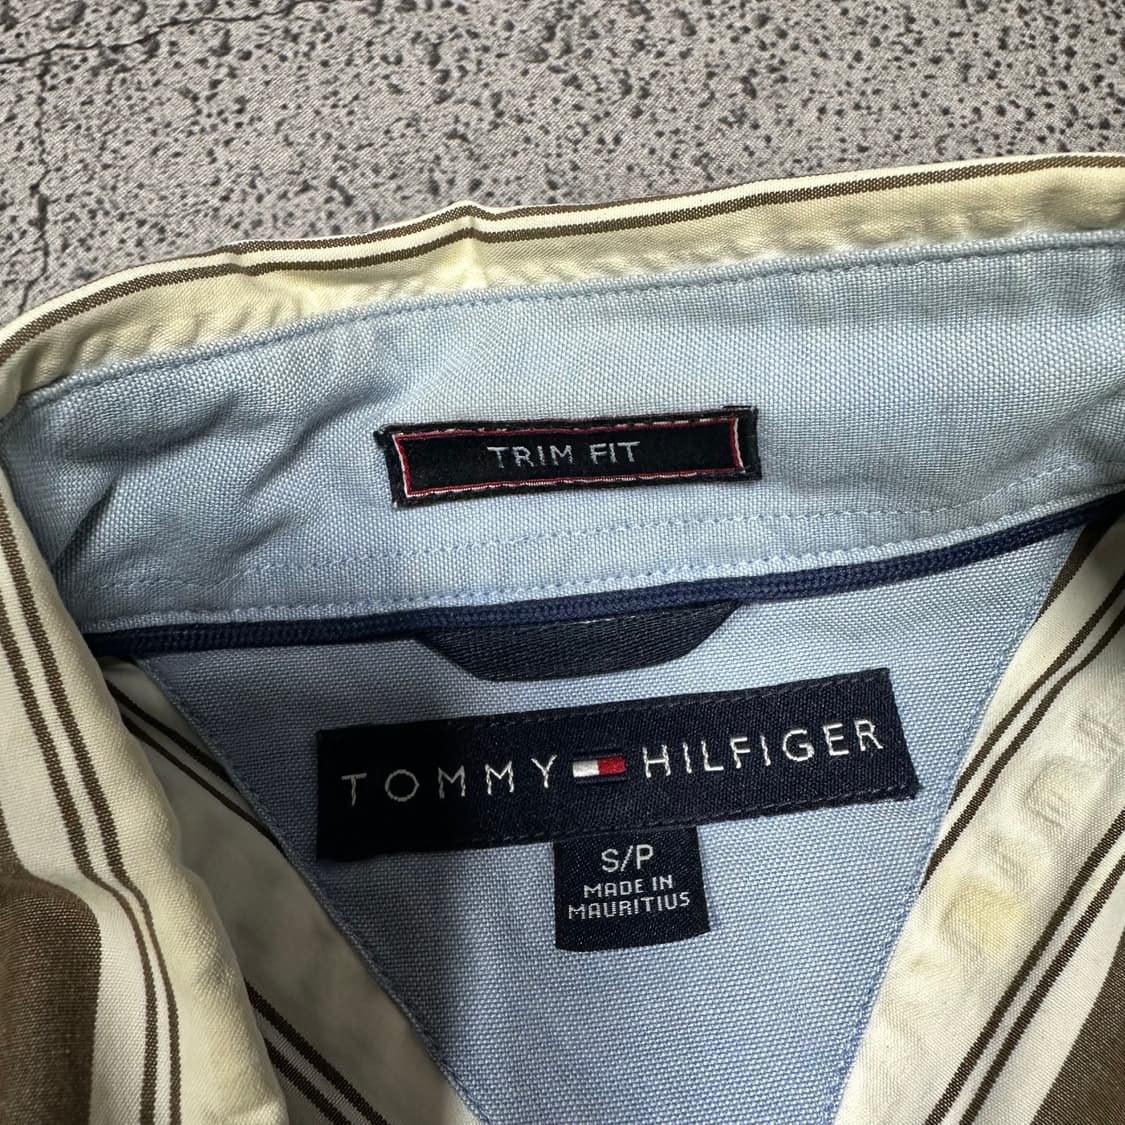 TRIM FIT
TOMMY HILFIGER
S/P
MADE IN
MAURITIUS